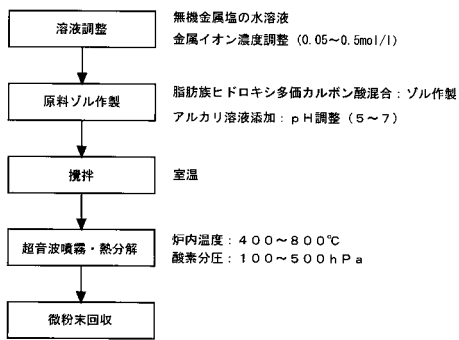 溶液調整
無機金属塩の水溶液
金属イオン濃度調整（0.05～0.5mol/l）
原料ゾル作製
脂肪族ヒドロキシ多価カルボン酸混合：ゾル作製
アルカリ溶液添加：ｐＨ調整（５～７）
攪拌
室温
超音波噴霧・熱分解
炉内温度：４００～８００℃
酸素分圧：１００～５００ｈＰａ
微粉末回収